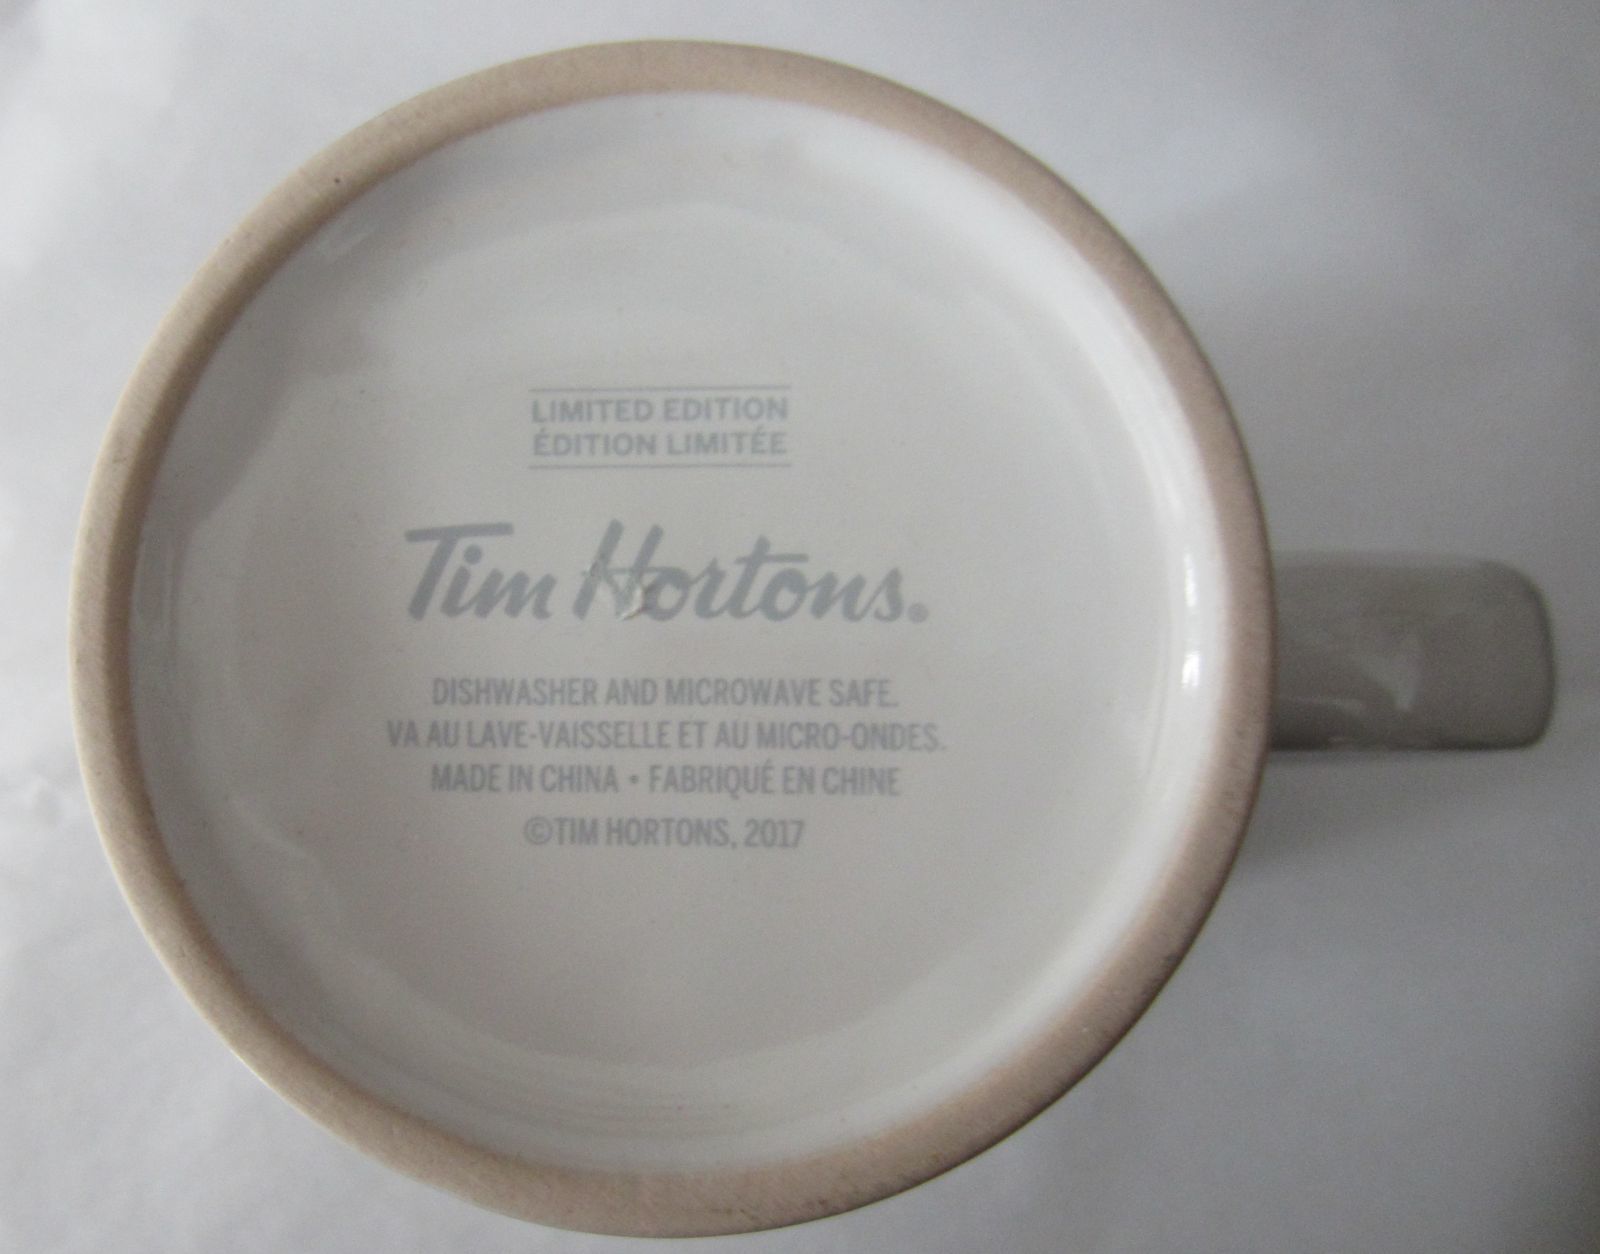 LIMITED EDITION
ÉDITION LIMITÉE
Tim Hortons.
DISHWASHER AND MICROWAVE SAFE.
VA AU LAVE-VAISSELLE ET AU MICRO-ONDES.
MADE IN CHINA • FABRIQUÉ EN CHINE
©TIM HORTONS, 2017